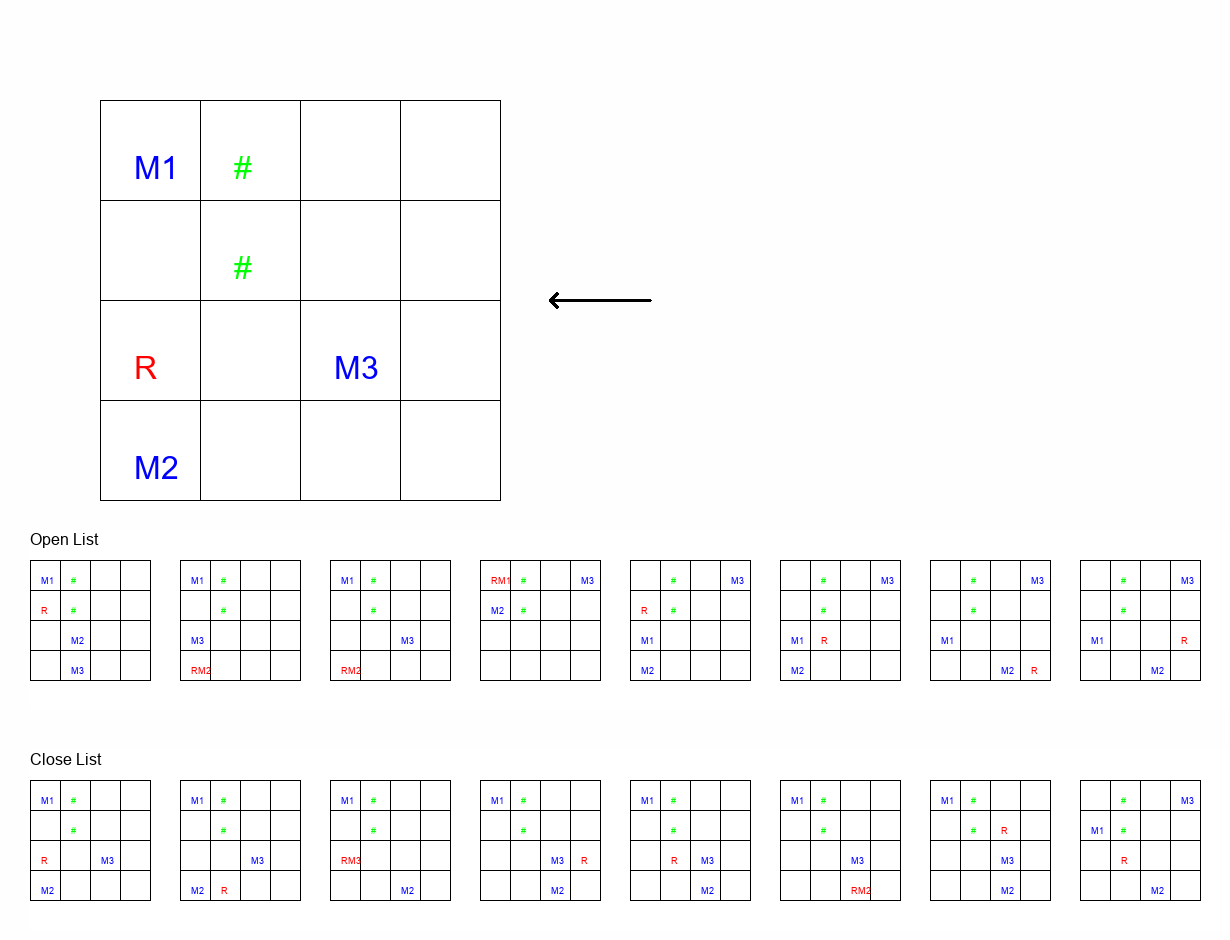 M1 #
#
R M3
M2
Open List
M1 # M1 # M1 # RM1 # M3 # M3 # M3 # M3 # M3
R # # # M2 # R # # # #
M2 M3 M3 M1 M1 R M1 M1 R
M3 RM2 RM2 M2 M2 M2 R M2
Close List
M1 # M1 # M1 # M1 # M1 # M1 # M1 # # M3
# # # # # # # R M1 #
R M3 M3 RM3 M3 R R M3 M3 M3 R
M2 M2 R M2 M2 M2 RM2 M2 M2